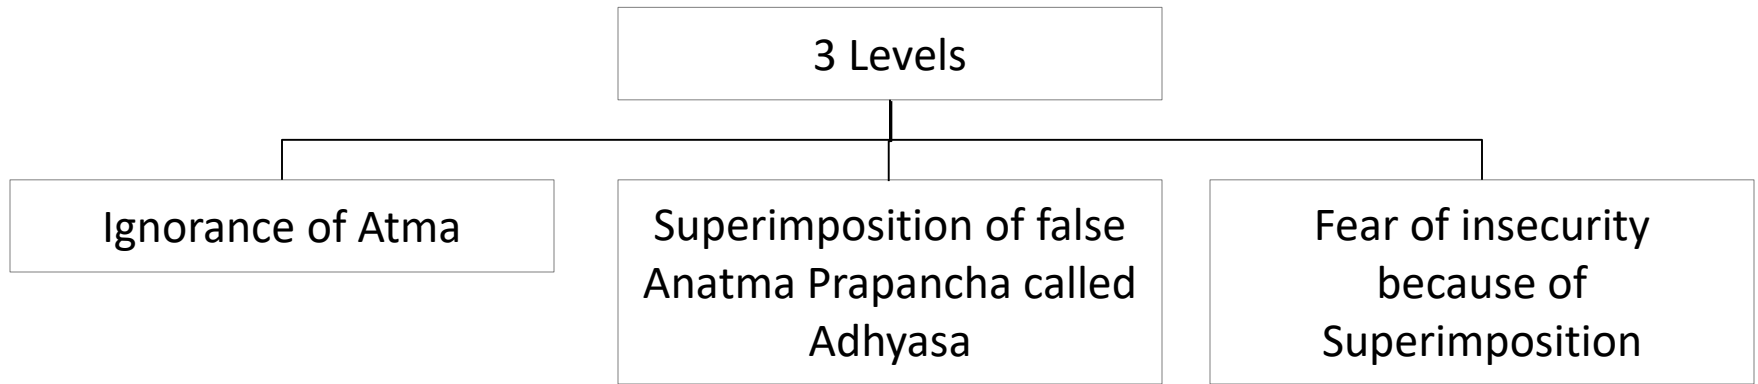 3 Levels
Ignorance of Atma
Superimposition of false
Anatma Prapancha called
Adhyasa
Fear of insecurity
because of
Superimposition